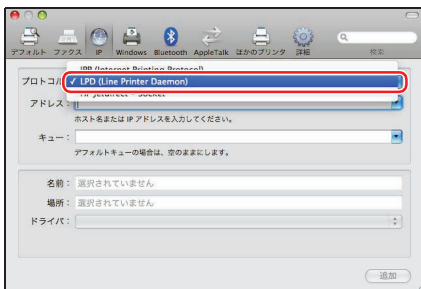 デフォルト ファクス IP Windows Bluetooth AppleTalk ほかのプリンタ 詳細 検索
IPP (Internet Printing Protocol)
プロトコル ✓ LPD (Line Printer Daemon)
HP Jetdirect – Socket
アドレス：
ホスト名または IP アドレスを入力してください。
キュー：
デフォルトキューの場合は、空のままにします。
名前： 選択されていません
場所： 選択されていません
ドライバ：
追加